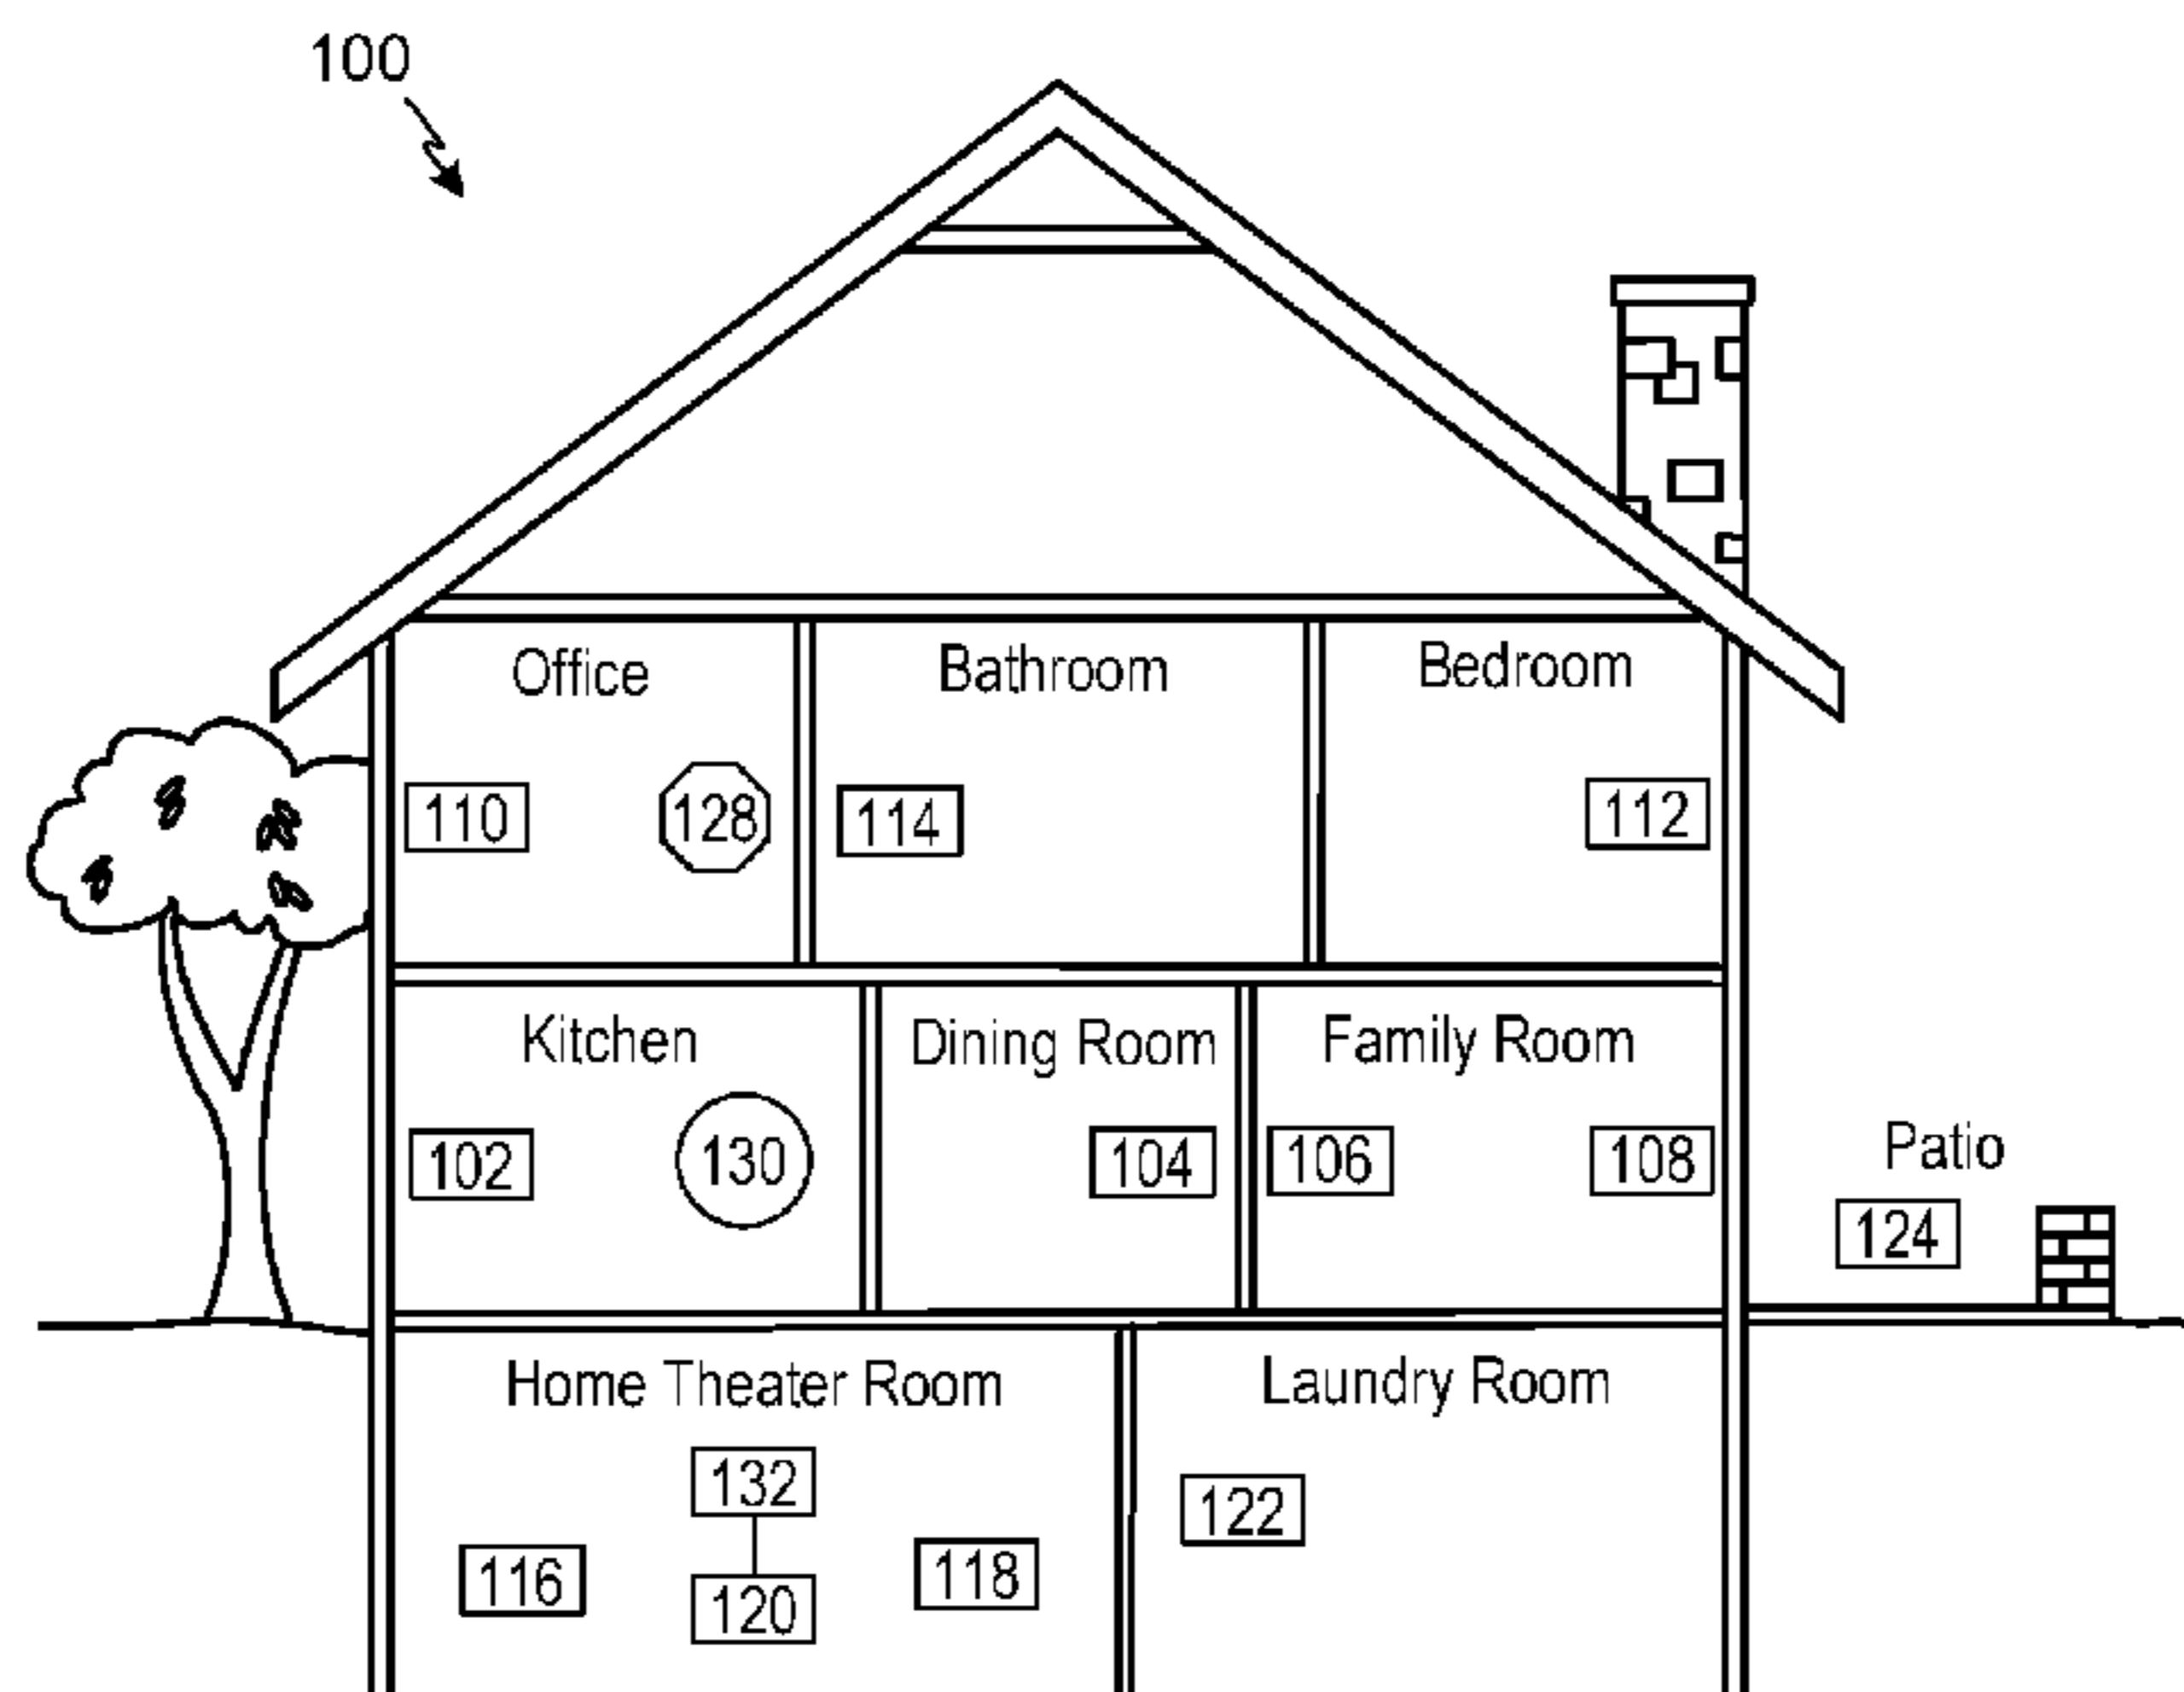 100
Office
Bathroom
Bedroom
110
128
114
112
Kitchen
Dining Room
Family Room
102
130
104
106
108
Patio
124
Home Theater Room
Laundry Room
132
122
116
118
120